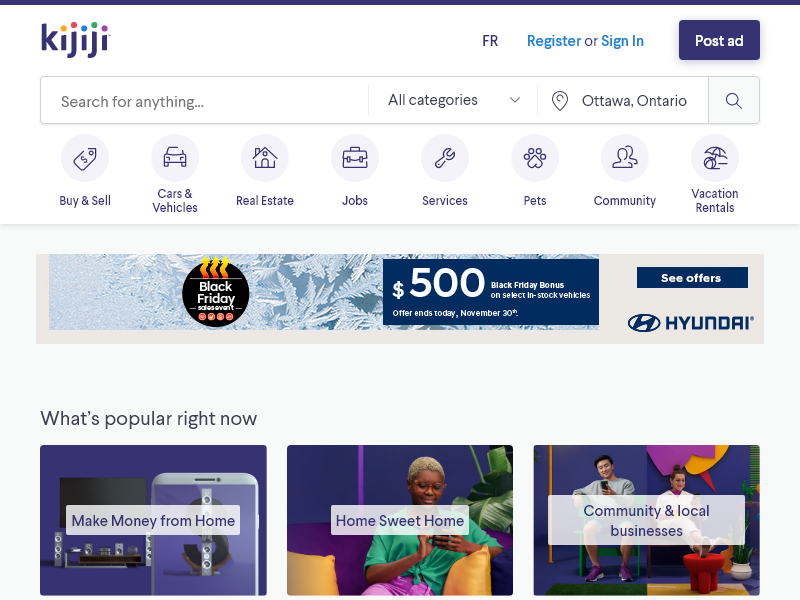 kijiji
FR
Register or Sign In
Post ad
Search for anything...
All categories
Ottawa, Ontario
Buy & Sell
Cars &
Vehicles
Real Estate
Jobs
Services
Pets
Community
Vacation
Rentals
Black
Friday
sales event
$500
Black Friday Bonus
on select in-stock vehicles
Offer ends today, November 30th.
See offers
HYUNDAI
What's popular right now
Make Money from Home
Home Sweet Home
Community & local
businesses